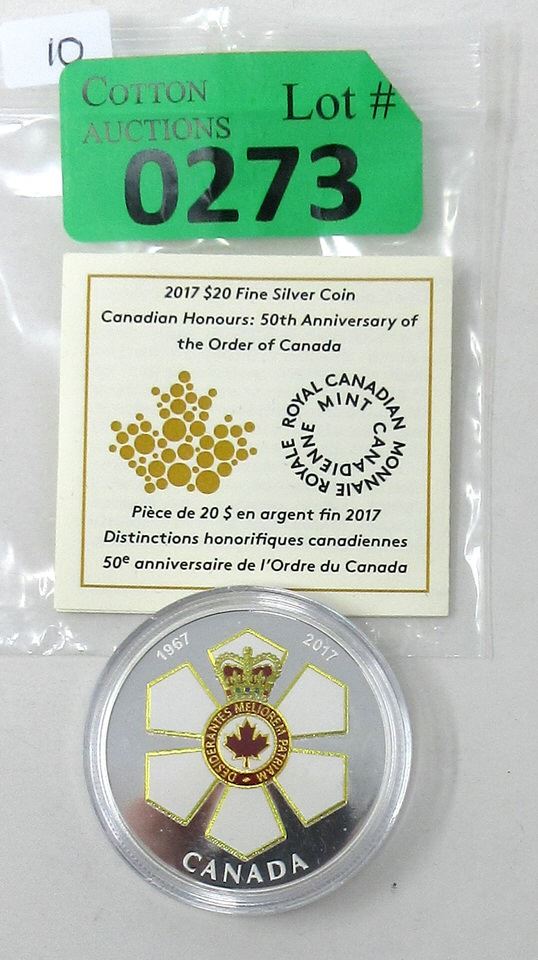 10
COTTON
AUCTIONS
Lot #
0273
2017 $20 Fine Silver Coin
Canadian Honours: 50th Anniversary of
the Order of Canada
ROYAL CANADIAN MINT
MONNAIE ROYALE CANADIENNE
Pièce de 20 $ en argent fin 2017
Distinctions honorifiques canadiennes
50e anniversaire de l'Ordre du Canada
1967
2017
DESIDERANTES MELIOREM PATRIAM
CANADA